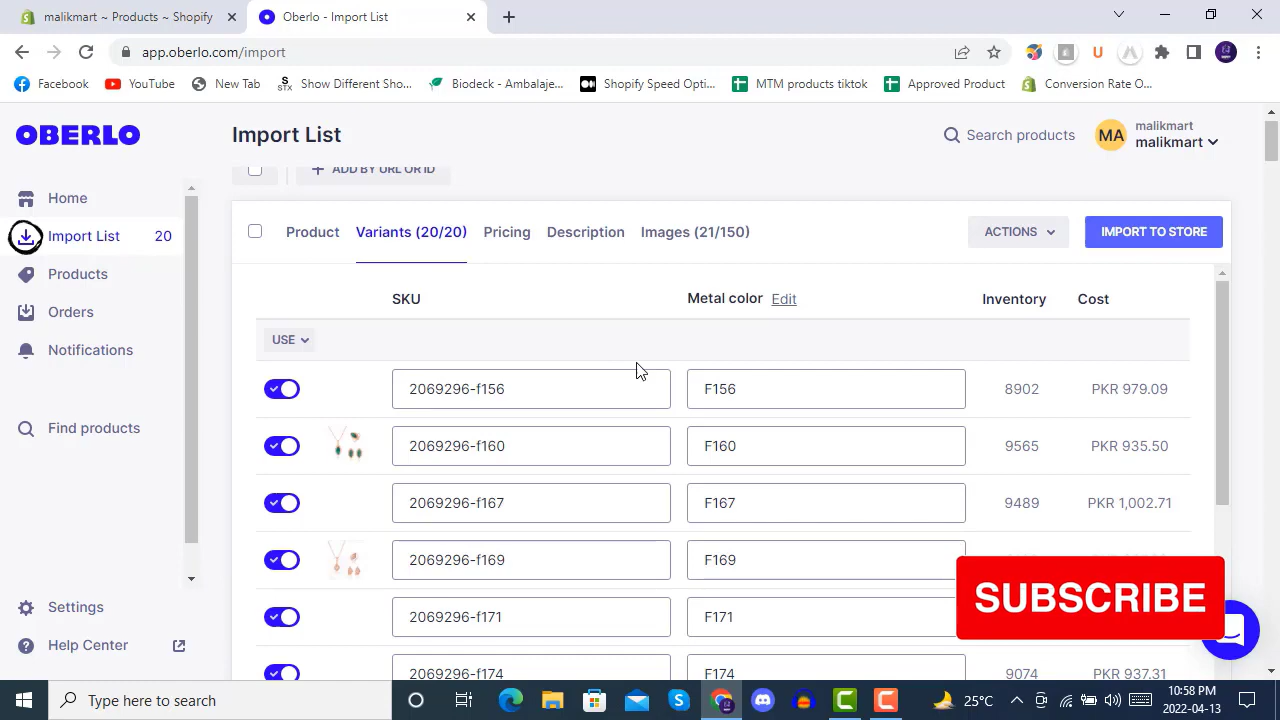 malikmart ~ Products ~ Shopify
Oberlo - Import List
app.oberlo.com/import
Facebook
YouTube
New Tab
STX
Show Different Sho...
Biodeck - Ambalaje...
Shopify Speed Opti...
MTM products tiktok
Approved Product
Conversion Rate O...
OBERLO
Import List
Search products
MA
malikmart
malikmart
Home
Import List 20
Products
Orders
Notifications
Find products
Settings
Help Center
ADD BY URL OR ID
Product
Variants (20/20)
Pricing
Description
Images (21/150)
ACTIONS
IMPORT TO STORE
SKU
Metal color Edit
Inventory
Cost
USE
2069296-f156 F156 8902 PKR 979.09
2069296-f160 F160 9565 PKR 935.50
2069296-f167 F167 9489 PKR 1,002.71
2069296-f169 F169
2069296-f171 F171
2069296-f174 F174 9074 PKR 937.31
SUBSCRIBE
Type here to search
25°C
10:58 PM
2022-04-13